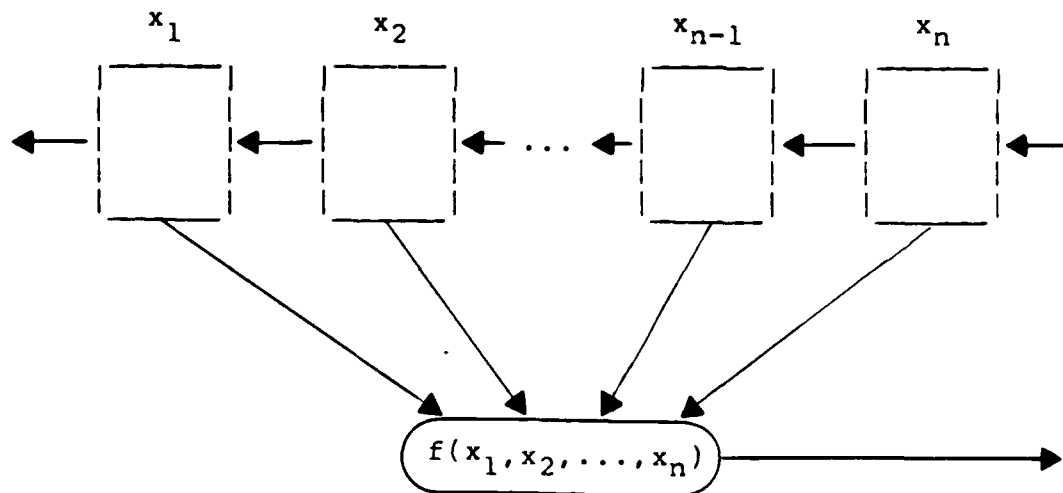 x₁ x₂ xₙ₋₁ xₙ
...
f(x₁,x₂,...,xₙ)